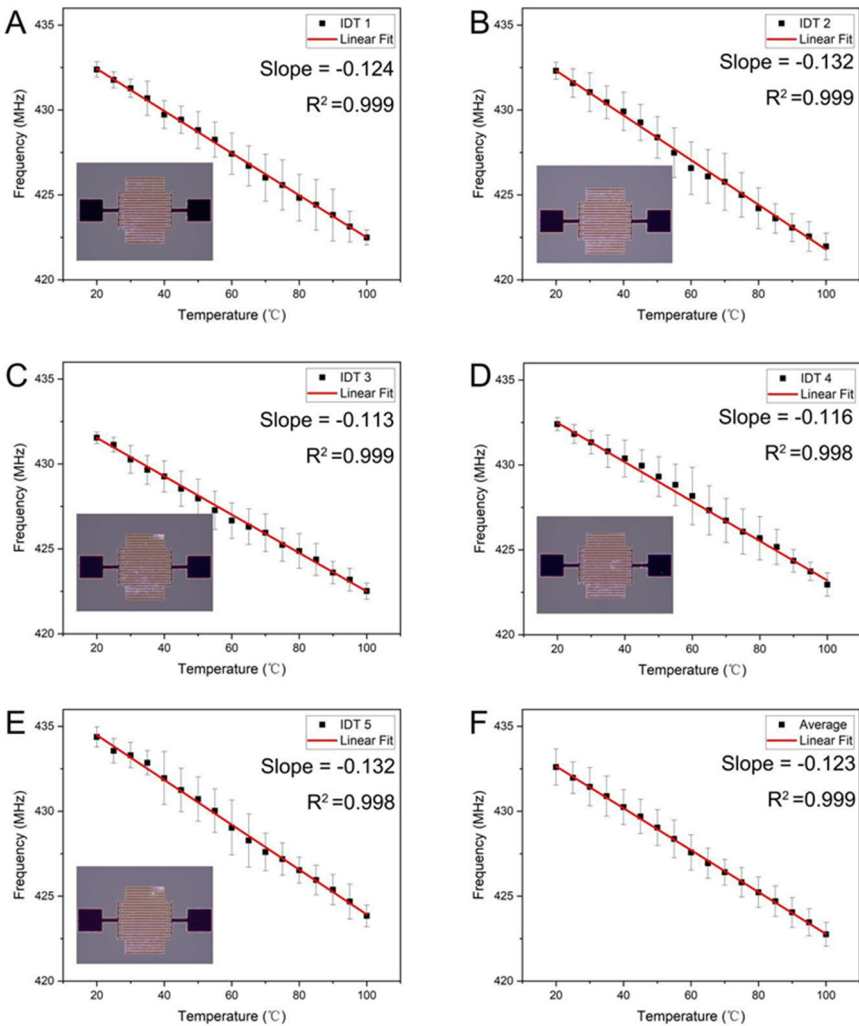 A
435
430
425
420
20
40
60
80
100
Frequency (MHz)
Temperature (℃)
IDT 1
Linear Fit
Slope = -0.124
R² =0.999
B
435
430
425
420
20
40
60
80
100
Frequency (MHz)
Temperature (℃)
IDT 2
Linear Fit
Slope = -0.132
R² =0.999
C
435
430
425
420
20
40
60
80
100
Frequency (MHz)
Temperature (℃)
IDT 3
Linear Fit
Slope = -0.113
R² =0.999
D
435
430
425
420
20
40
60
80
100
Frequency (MHz)
Temperature (℃)
IDT 4
Linear Fit
Slope = -0.116
R² =0.998
E
435
430
425
420
20
40
60
80
100
Frequency (MHz)
Temperature (℃)
IDT 5
Linear Fit
Slope = -0.132
R² =0.998
F
435
430
425
420
20
40
60
80
100
Frequency (MHz)
Temperature (℃)
Average
Linear Fit
Slope = -0.123
R² =0.999